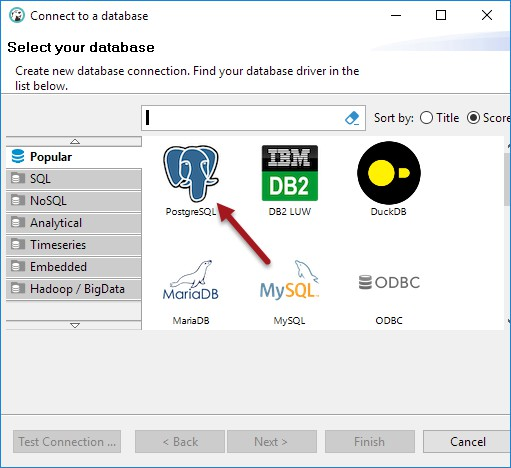 Connect to a database
Select your database
Create new database connection. Find your database driver in the
list below.
Sort by: Title Score
Popular
SQL
NoSQL
Analytical
Timeseries
Embedded
Hadoop / BigData
PostgreSQL
IBM
DB2
DB2 LUW
DuckDB
MariaDB
MariaDB
MySQL
MySQL
ODBC
ODBC
Test Connection ...
< Back
Next >
Finish
Cancel